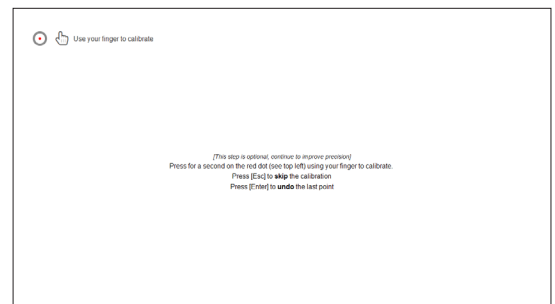 Use your finger to calibrate
[This step is optional, continue to improve precision]
Press for a second on the red dot (see top left) using your finger to calibrate.
Press [Esc] to skip the calibration
Press [Enter] to undo the last point